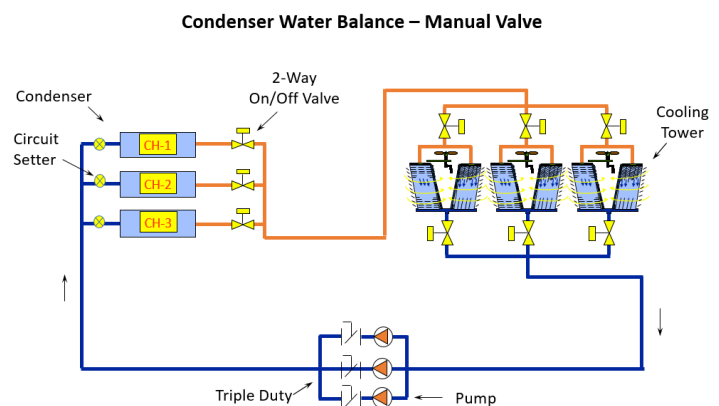 Condenser Water Balance – Manual Valve
2-Way
On/Off Valve
Condenser
Cooling
Tower
Circuit
Setter
CH-1
CH-2
CH-3
Triple Duty
Pump